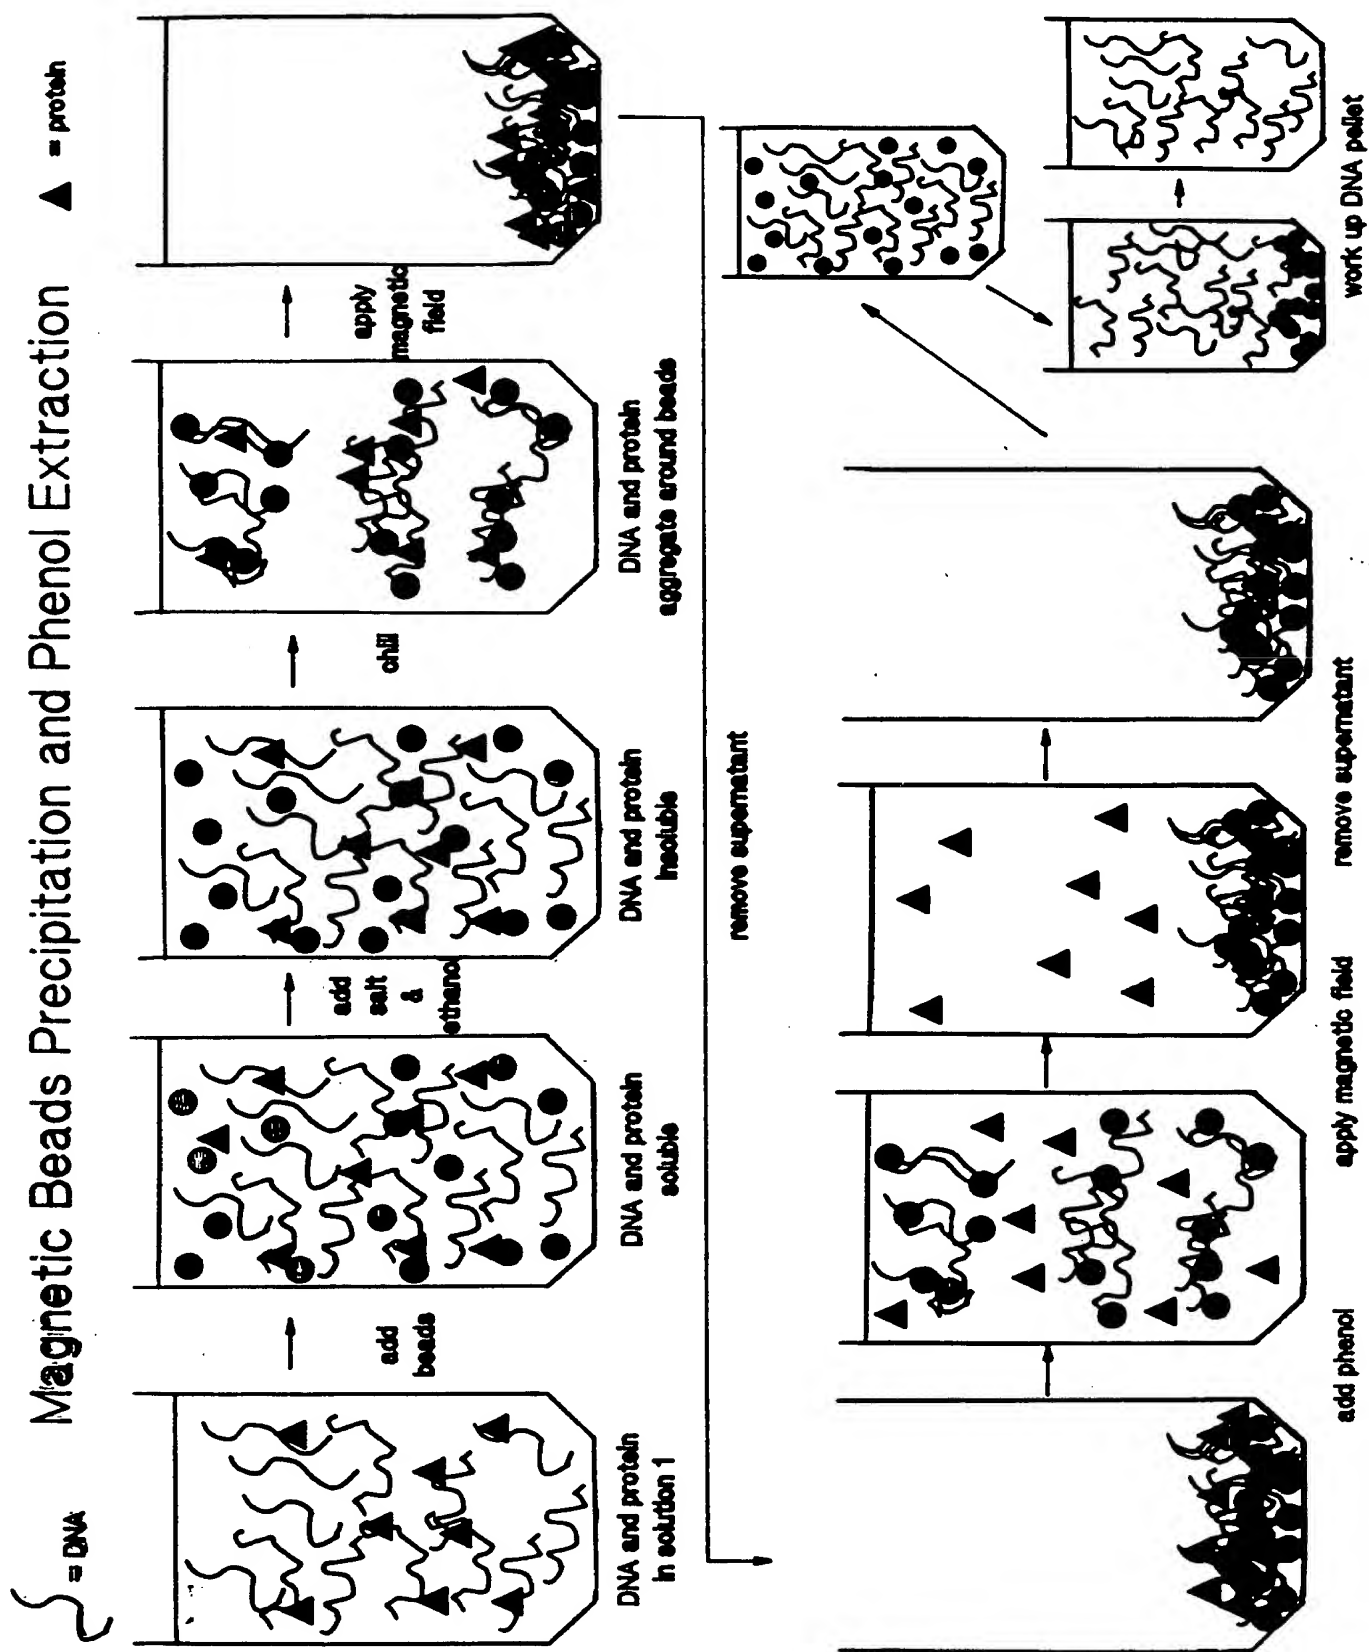 Magnetic Beads Precipitation and Phenol Extraction
= DNA
= protein
DNA and protein
in solution 1
add
beads
DNA and protein
soluble
add
salt
&
ethanol
DNA and protein
insoluble
chill
DNA and protein
aggregate around beads
apply
magnetic
field
remove supernatant
add phenol
apply magnetic field
remove supernatant
work up DNA pellet